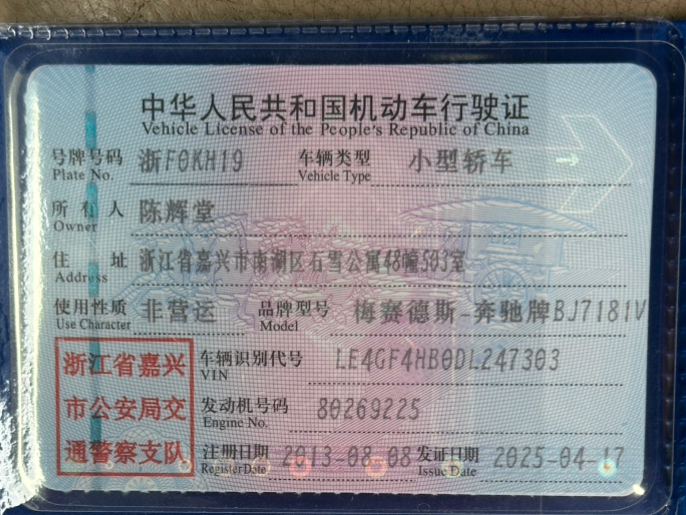 中华人民共和国机动车行驶证
Vehicle License of the People's Republic of China
号牌号码 浙F0KH19 车辆类型 小型轿车
Plate No. Vehicle Type
所有人 陈辉堂
Owner
住址 浙江省嘉兴市南湖区石雪公寓48幢503室
Address
使用性质 非营运 品牌型号 梅赛德斯-奔驰牌BJ7181V
Use Character Model
浙江省嘉兴 车辆识别代号 LE4GF4HB0DL247303
VIN
市公安局交 发动机号码 80269225
Engine No.
通警察支队 注册日期 2013-08-08 发证日期 2025-04-17
Register Date Issue Date